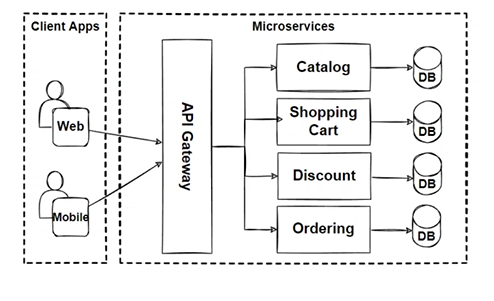 Client Apps
Microservices
Web
Mobile
API Gateway
Catalog
DB
Shopping
Cart
DB
Discount
DB
Ordering
DB